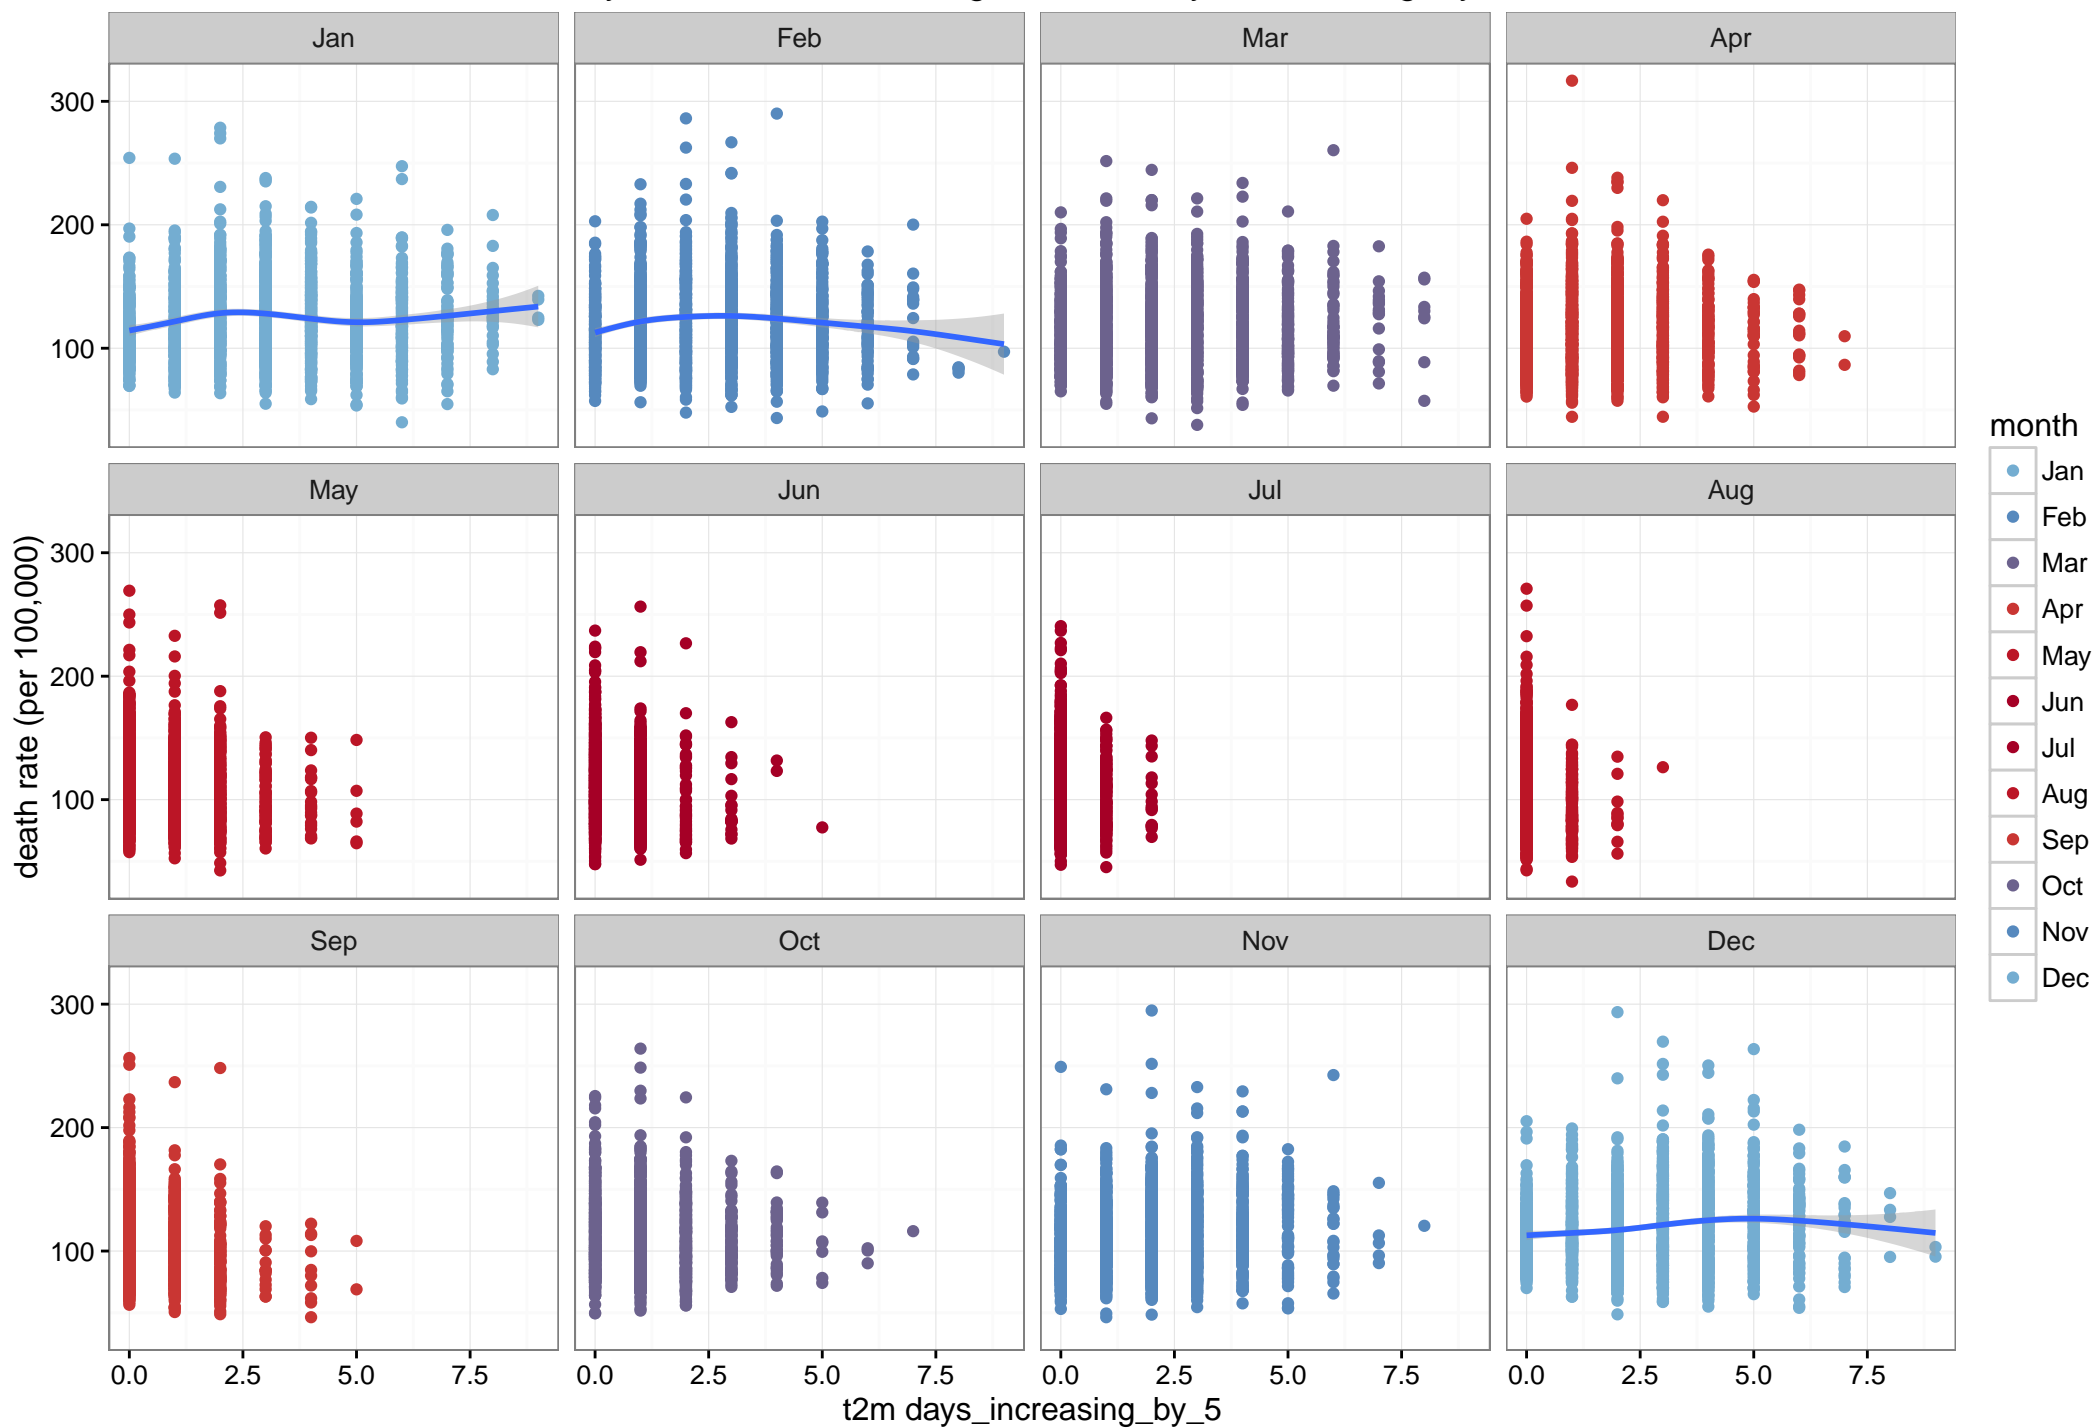 Jan Feb Mar Apr
300
200
100
May Jun Jul Aug
300
200
100
Sep Oct Nov Dec
300
200
100
0.0 2.5 5.0 7.5 0.0 2.5 5.0 7.5 0.0 2.5 5.0 7.5 0.0 2.5 5.0 7.5
t2m days_increasing_by_5
death rate (per 100,000)
month
Jan
Feb
Mar
Apr
May
Jun
Jul
Aug
Sep
Oct
Nov
Dec